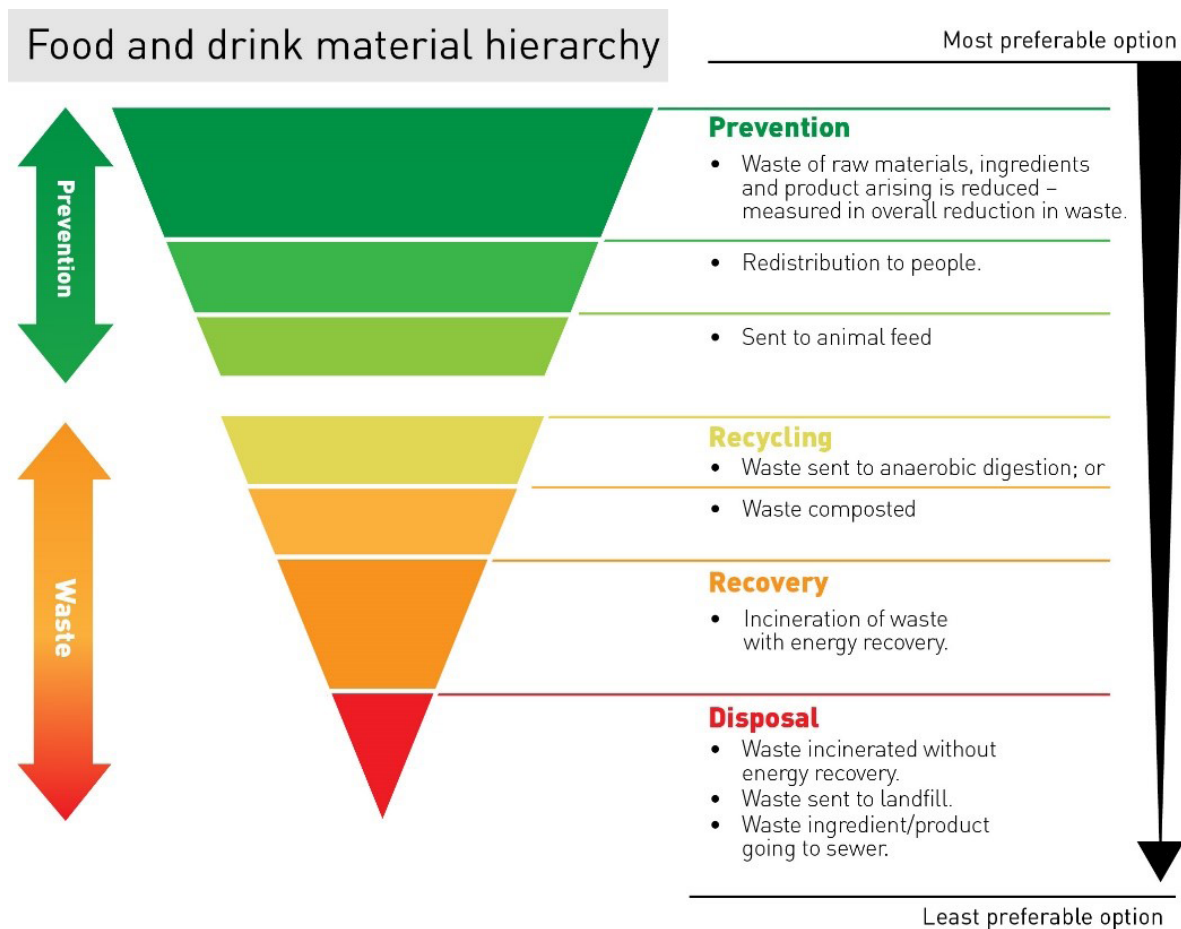 Food and drink material hierarchy
Most preferable option
Prevention
Prevention
• Waste of raw materials, ingredients
and product arising is reduced –
measured in overall reduction in waste.
• Redistribution to people.
• Sent to animal feed
Waste
Recycling
• Waste sent to anaerobic digestion; or
• Waste composted
Recovery
• Incineration of waste
with energy recovery.
Disposal
• Waste incinerated without
energy recovery.
• Waste sent to landfill.
• Waste ingredient/product
going to sewer.
Least preferable option